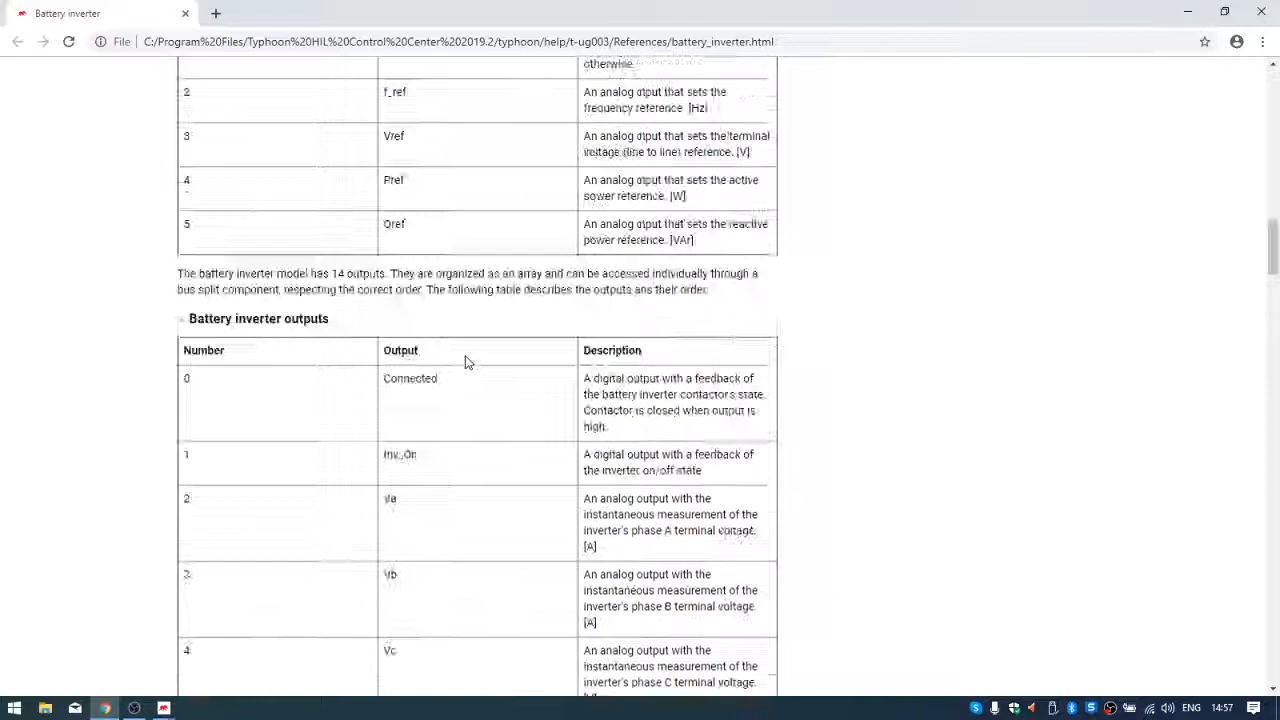 Battery inverter
File
C:/Program%20Files/Typhoon%20HIL%20Control%20Center%202019.2/typhoon/help/t-ug003/References/battery_inverter.html
otherwise.
2
f_ref
An analog otput that sets the
frequency reference. [Hz]
3
Vref
An analog otput that sets the terminal
(line to line) reference. [V]
4
Pref
An analog otput that sets the active
power reference. [W]
5
Qref
An analog otput that sets the reactive
power reference. [VAr]
The battery inverter model has 14 outputs. They are organized as an array and can be accessed individually through a
bus split component, respecting the correct order. The following table describes the outputs ans their order:
Battery inverter outputs
Number
Output
Description
0
Connected
A digital output with a feedback of
the battery inverter contactors state.
Contactor is closed when output is
high.
1
Inv_On
A digital output with a feedback of
the inverter on/off state
2
Va
An analog output with the
instantaneous measurement of the
inverter's phase A terminal voltage.
[A]
3
Vb
An analog output with the
instantaneous measurement of the
inverter's phase B terminal voltage.
[A]
4
Vc
An analog output with the
instantaneous measurement of the
inverter's phase C terminal voltage.
ENG
14:57